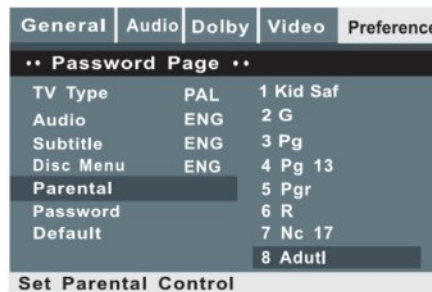 General Audio Dolby Video Preference
•• Password Page ••
TV Type PAL 1 Kid Saf
Audio ENG 2 G
Subtitle ENG 3 Pg
Disc Menu ENG 4 Pg 13
Parental 5 Pgr
Password 6 R
Default 7 Nc 17
8 Adutl
Set Parental Control